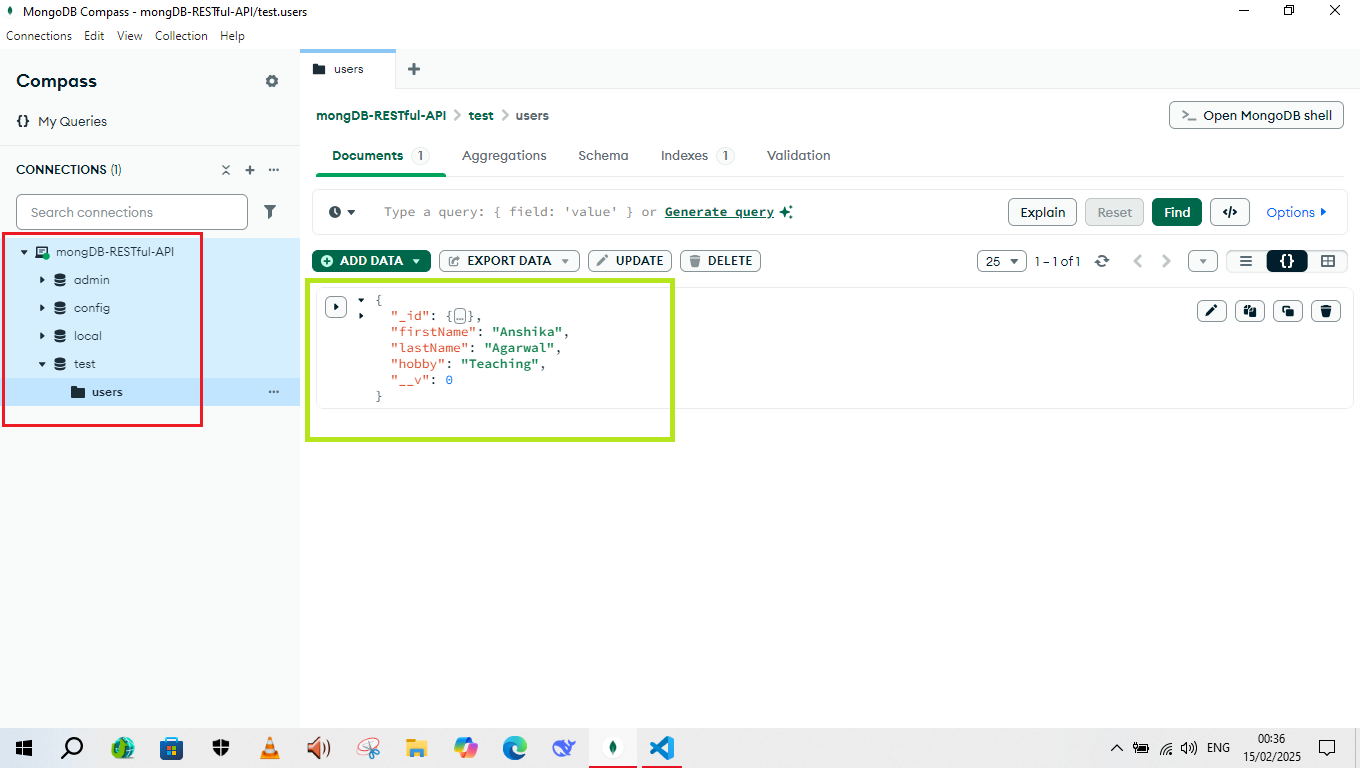 MongoDB Compass - mongDB-RESTful-API/test.users
Connections Edit View Collection Help
Compass
{} My Queries
CONNECTIONS (1)
Search connections
mongDB-RESTful-API
admin
config
local
test
users
users
mongDB-RESTful-API > test > users
>_ Open MongoDB shell
Documents 1 Aggregations Schema Indexes 1 Validation
Type a query: { field: 'value' } or Generate query
Explain Reset Find </> Options
ADD DATA EXPORT DATA UPDATE DELETE
25 1 – 1 of 1 {}
{
"_id": {…},
"firstName": "Anshika",
"lastName": "Agarwal",
"hobby": "Teaching",
"__v": 0
}
ENG
00:36
15/02/2025